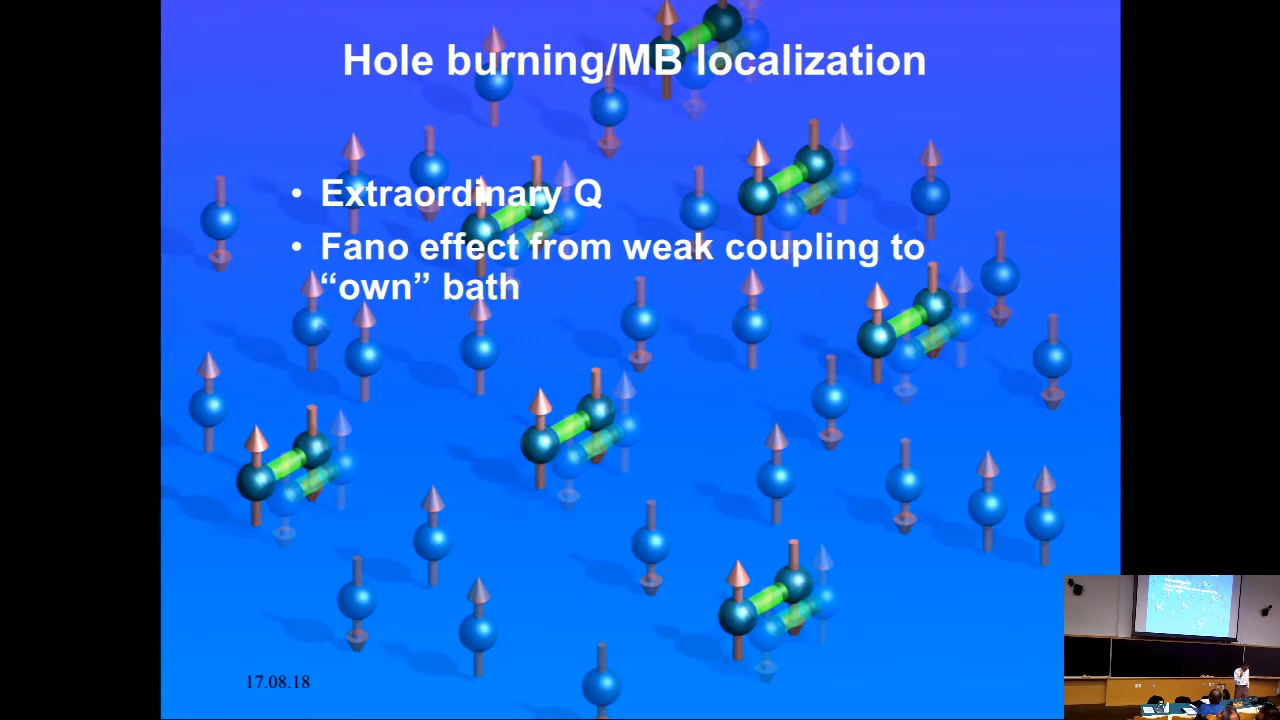 Hole burning/MB localization
• Extraordinary Q
• Fano effect from weak coupling to
“own” bath
17.08.18